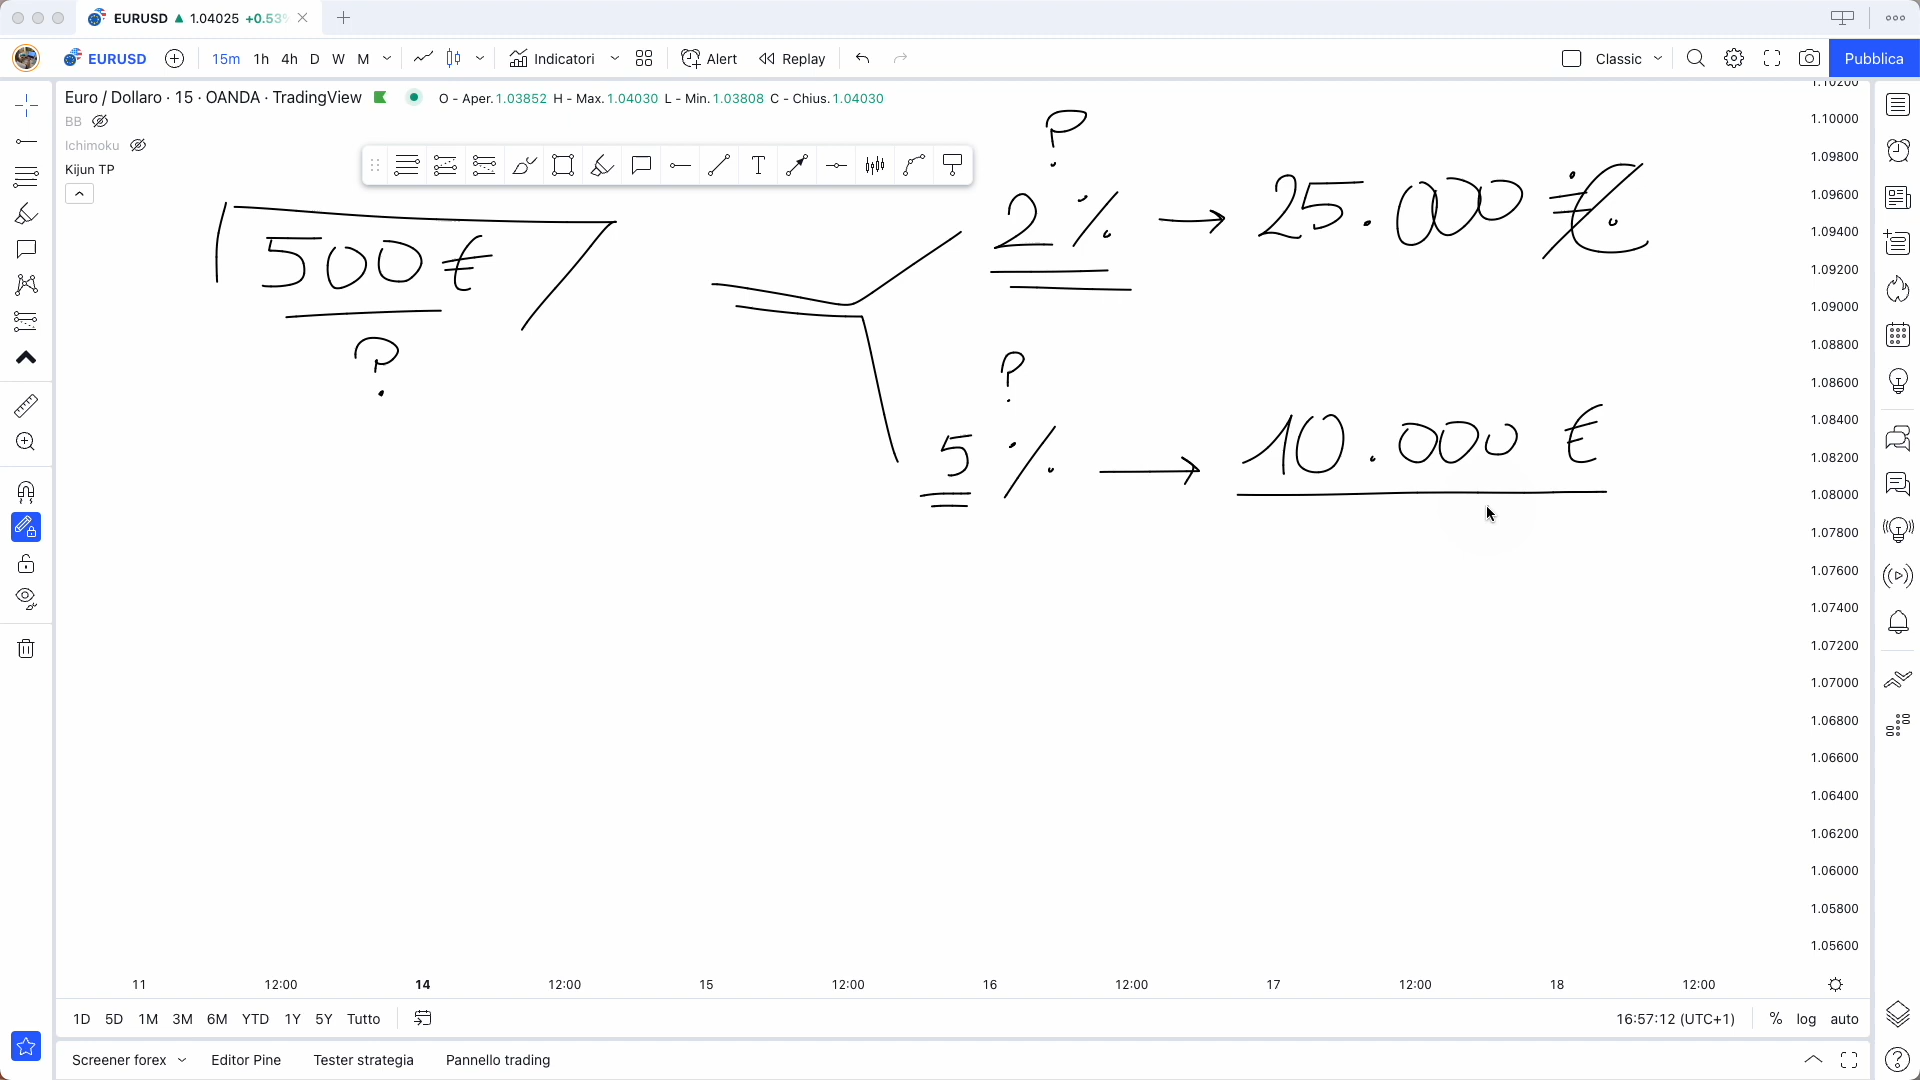 EURUSD ▲ 1.04025 +0.53%
EURUSD 15m 1h 4h D W M Indicatori Alert Replay Classic Pubblica
Euro / Dollaro · 15 · OANDA · TradingView O - Aper.1.03852 H - Max.1.04030 L - Min.1.03808 C - Chius.1.04030
BB
Ichimoku
Kijun TP
?
2 % → 25.000 €
500 €
?
?
5 % → 10.000 €
1.10200
1.10000
1.09800
1.09600
1.09400
1.09200
1.09000
1.08800
1.08600
1.08400
1.08200
1.08000
1.07800
1.07600
1.07400
1.07200
1.07000
1.06800
1.06600
1.06400
1.06200
1.06000
1.05800
1.05600
11 12:00 14 12:00 15 12:00 16 12:00 17 12:00 18 12:00
1D 5D 1M 3M 6M YTD 1Y 5Y Tutto 16:57:12 (UTC+1) % log auto
Screener forex Editor Pine Tester strategia Pannello trading